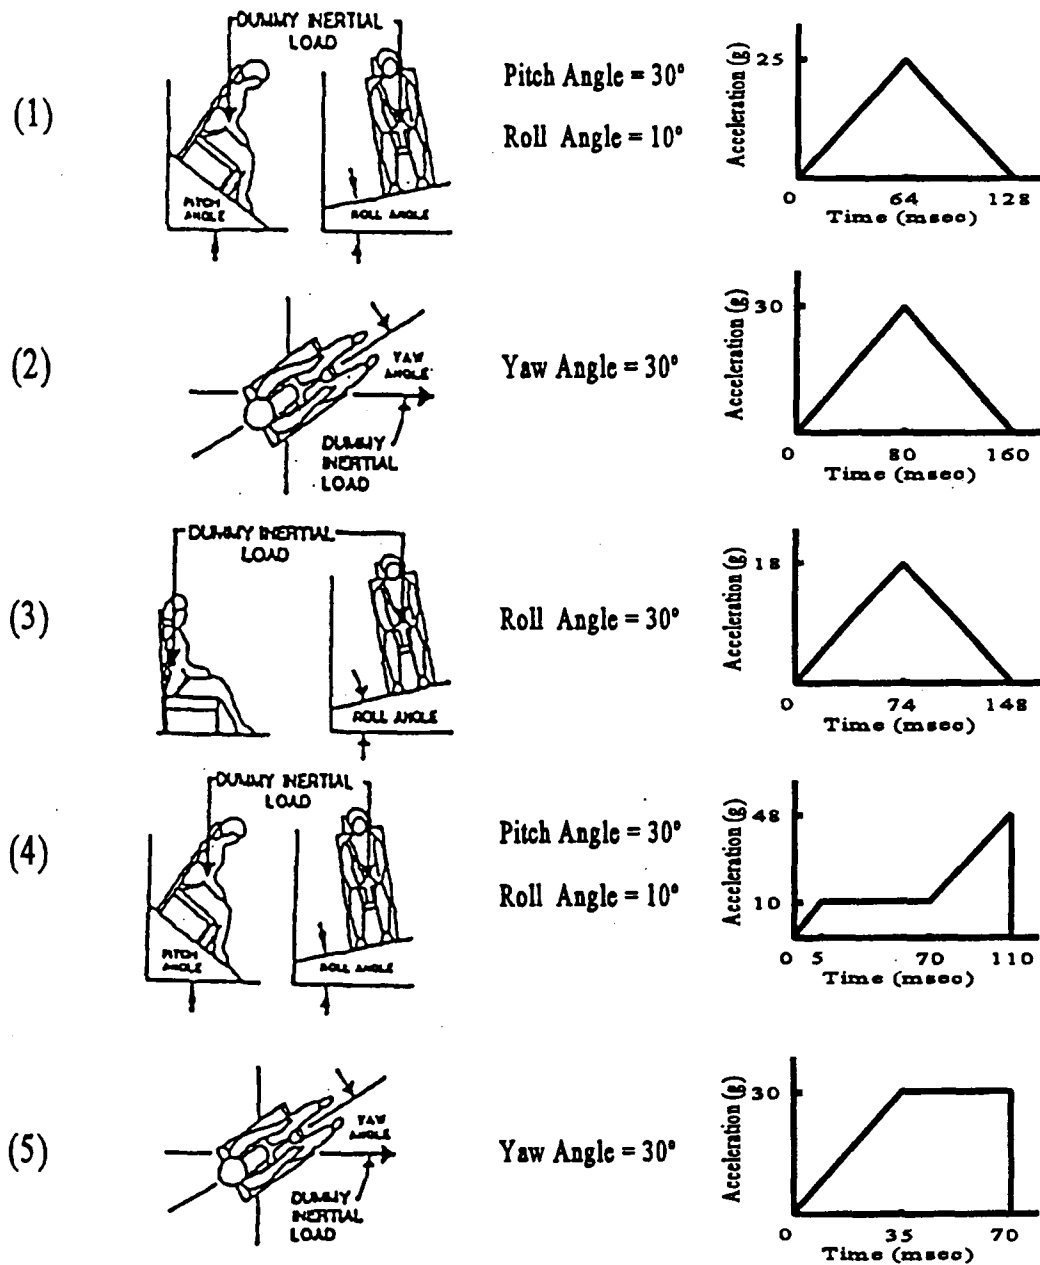 (1)
DUMMY INERTIAL
LOAD
PITCH
ANGLE
ROLL ANGLE
Pitch Angle = 30°
Roll Angle = 10°
Acceleration (g)
25
0 64 128
Time (msec)
(2)
YAW
ANGLE
DUMMY
INERTIAL
LOAD
Yaw Angle = 30°
Acceleration (g)
30
0 80 160
Time (msec)
(3)
DUMMY INERTIAL
LOAD
ROLL ANGLE
Roll Angle = 30°
Acceleration (g)
18
0 74 148
Time (msec)
(4)
DUMMY INERTIAL
LOAD
PITCH
ANGLE
ROLL ANGLE
Pitch Angle = 30°
Roll Angle = 10°
Acceleration (g)
48
10
0 5 70 110
Time (msec)
(5)
YAW
ANGLE
DUMMY
INERTIAL
LOAD
Yaw Angle = 30°
Acceleration (g)
30
0 35 70
Time (msec)